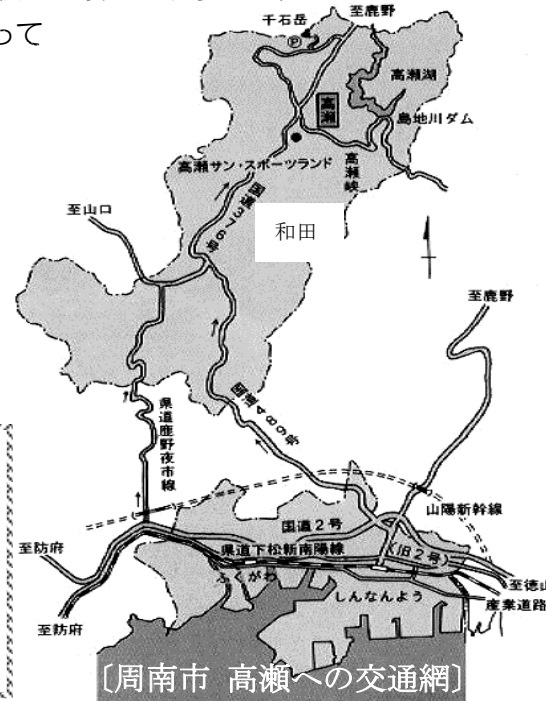 って
千石岳
至鹿野
P
高瀬湖
高瀬
島地川ダム
高瀬サン・スポーツランド
高瀬峡
国道376号
和田
至山口
至鹿野
国道489号
県道鹿野夜市線
山陽新幹線
国道2号
県道下松新南陽線
(旧2号)
至防府
ふくがわ
しんなんよう
至徳山
産業道路
至防府
〔周南市 高瀬への交通網〕